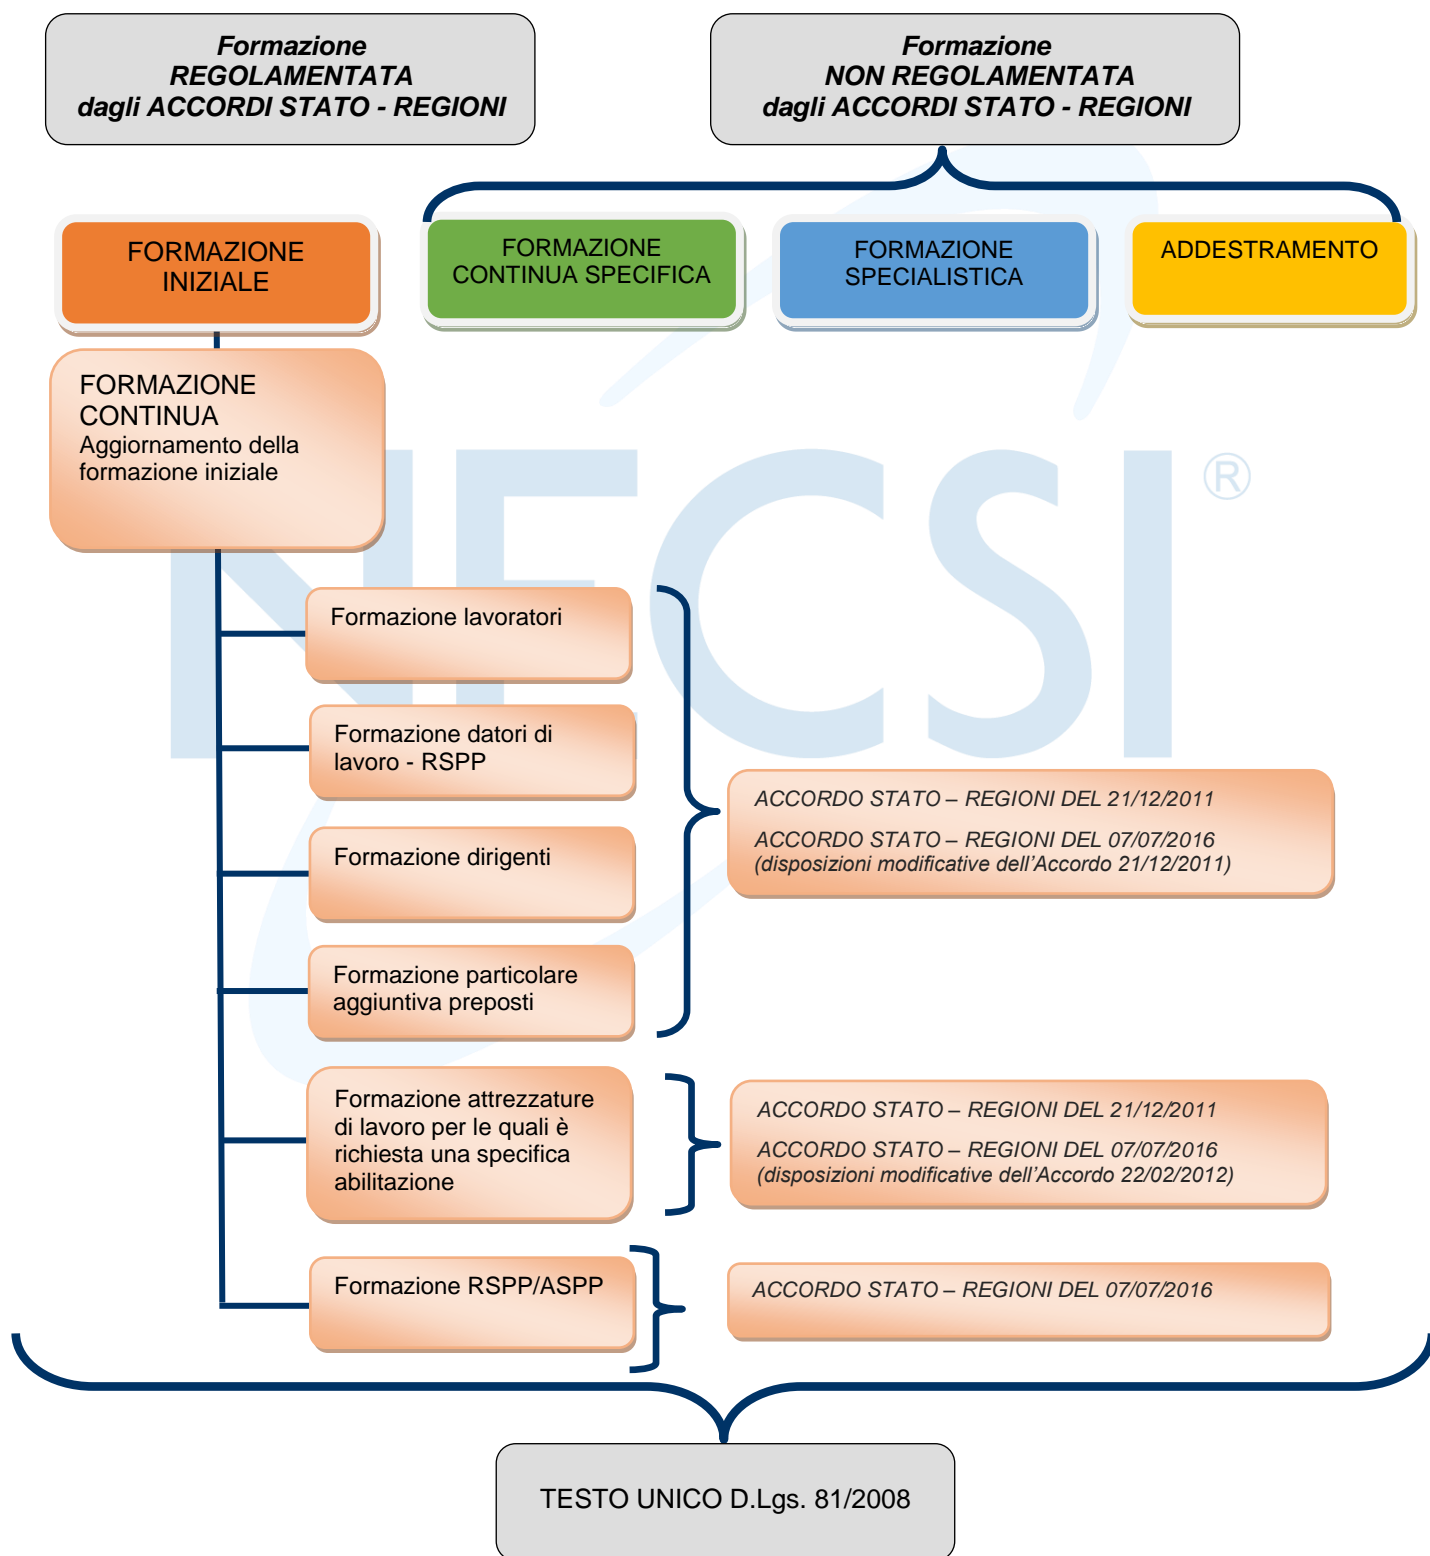 Formazione
REGOLAMENTATA
dagli ACCORDI STATO - REGIONI
Formazione
NON REGOLAMENTATA
dagli ACCORDI STATO - REGIONI
FORMAZIONE
INIZIALE
FORMAZIONE
CONTINUA SPECIFICA
FORMAZIONE
SPECIALISTICA
ADDESTRAMENTO
FORMAZIONE
CONTINUA
Aggiornamento della
formazione iniziale
®
Formazione lavoratori
Formazione datori di
lavoro - RSPP
Formazione dirigenti
Formazione particolare
aggiuntiva preposti
ACCORDO STATO – REGIONI DEL 21/12/2011
ACCORDO STATO – REGIONI DEL 07/07/2016
(disposizioni modificative dell'Accordo 21/12/2011)
Formazione attrezzature
di lavoro per le quali è
richiesta una specifica
abilitazione
ACCORDO STATO – REGIONI DEL 21/12/2011
ACCORDO STATO – REGIONI DEL 07/07/2016
(disposizioni modificative dell'Accordo 22/02/2012)
Formazione RSPP/ASPP
ACCORDO STATO – REGIONI DEL 07/07/2016
TESTO UNICO D.Lgs. 81/2008